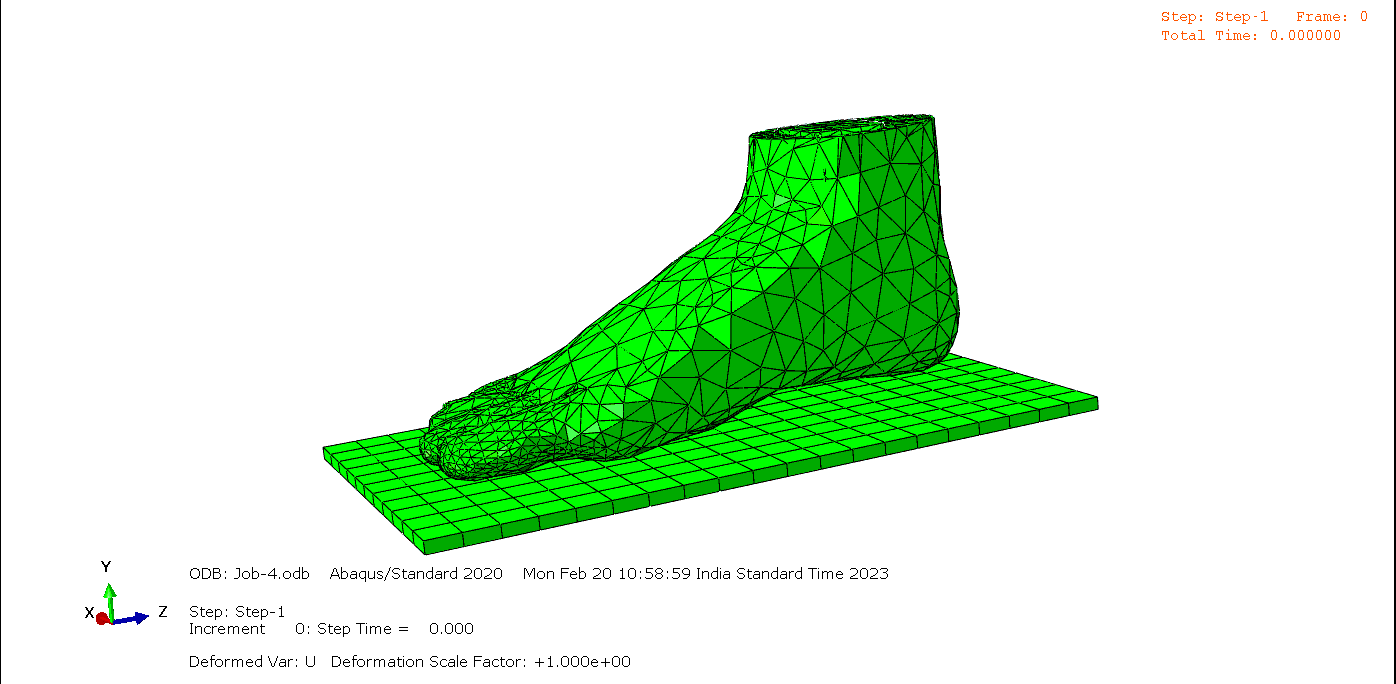 Step: Step-1 Frame: 0
Total Time: 0.000000
Y
X
Z
ODB: Job-4.odb Abaqus/Standard 2020 Mon Feb 20 10:58:59 India Standard Time 2023
Step: Step-1
Increment 0: Step Time = 0.000
Deformed Var: U Deformation Scale Factor: +1.000e+00